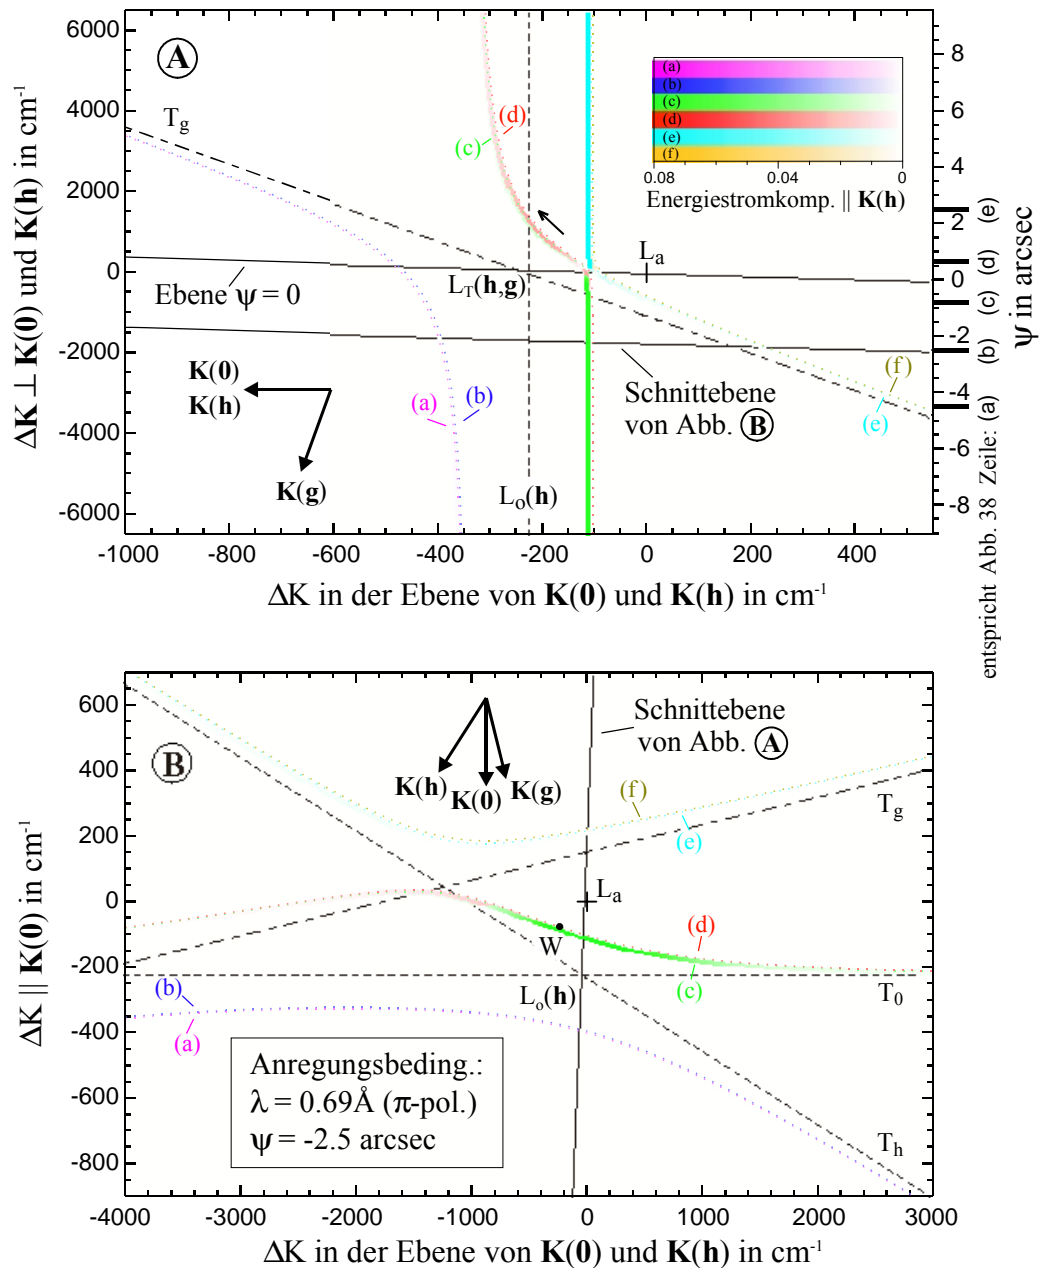 A
6000
4000
2000
0
-2000
-4000
-6000
ΔK ⊥ K(0) und K(h) in cm⁻¹
-1000
-800
-600
-400
-200
0
200
400
ΔK in der Ebene von K(0) und K(h) in cm⁻¹
T_g
(c)
(d)
(a)
(b)
(c)
(d)
(e)
(f)
0.08
0.04
0
Energiestromkomp. || K(h)
L_a
L_T(h,g)
Ebene ψ = 0
K(0)
K(h)
K(g)
(a)
(b)
L_o(h)
Schnittebene
von Abb. B
(f)
(e)
8
6
4
2
0
-2
-4
-6
-8
ψ in arcsec
entspricht Abb. 38 Zeile: (a) (b) (c) (d) (e)
B
600
400
200
0
-200
-400
-600
-800
ΔK || K(0) in cm⁻¹
K(h)
K(0)
K(g)
Schnittebene
von Abb. A
(f)
(e)
T_g
L_a
W
(d)
(c)
(b)
(a)
L_o(h)
T_0
T_h
Anregungsbeding.:
λ = 0.69Å (π-pol.)
ψ = -2.5 arcsec
-4000
-3000
-2000
-1000
0
1000
2000
3000
ΔK in der Ebene von K(0) und K(h) in cm⁻¹